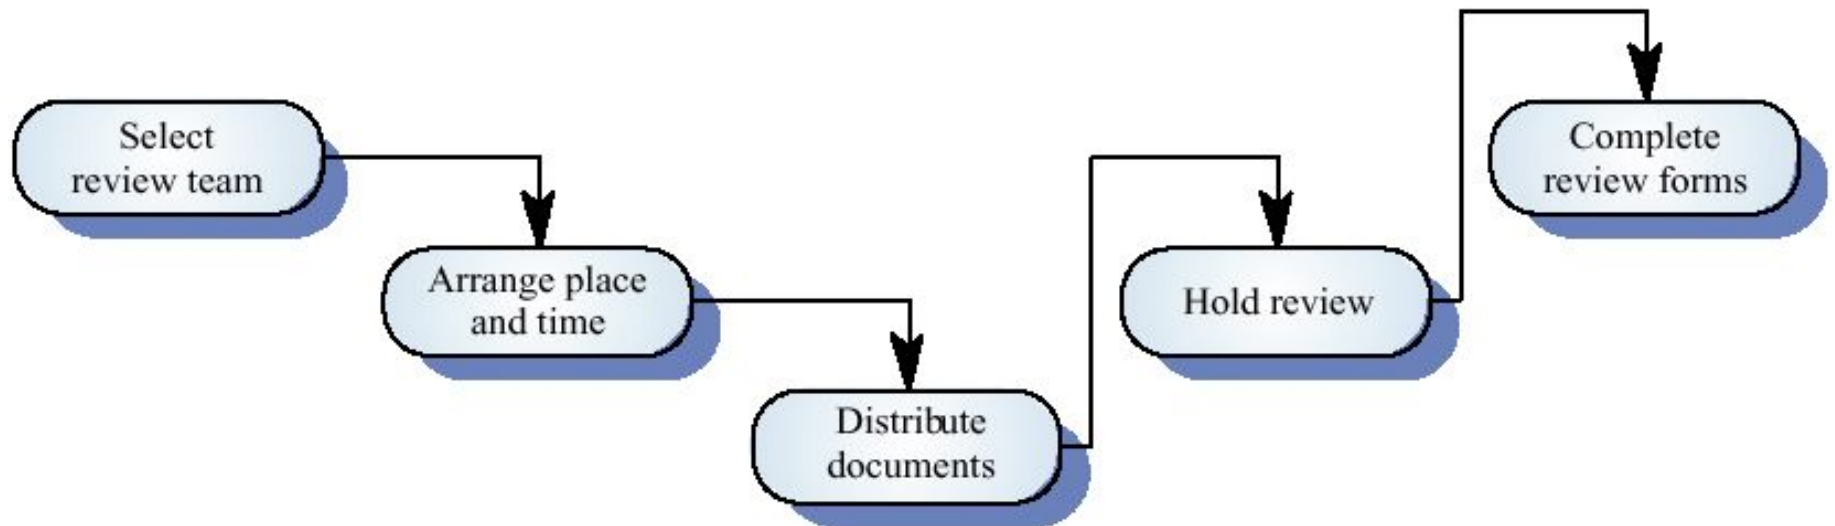 Select
review team
Arrange place
and time
Distribute
documents
Hold review
Complete
review forms